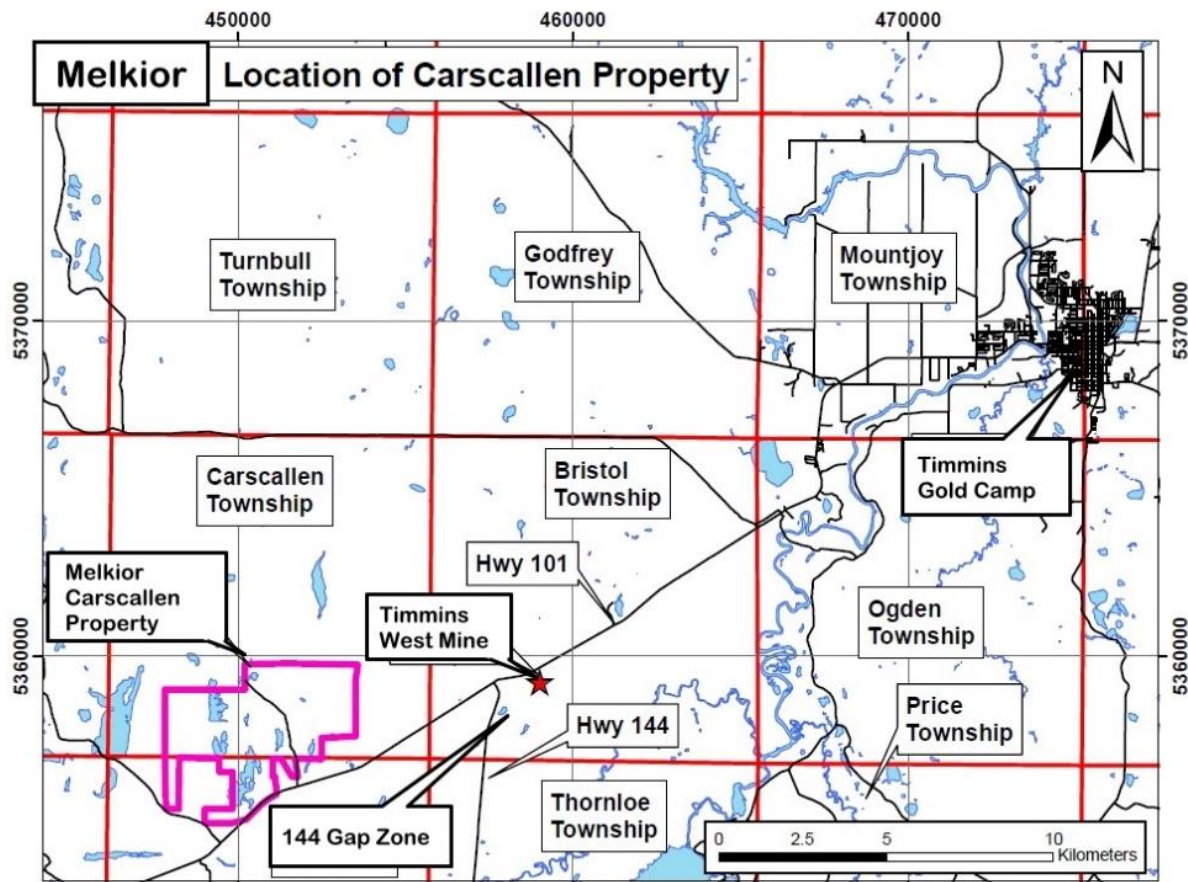 450000
460000
470000
Melkior
Location of Carscallen Property
N
Turnbull
Township
Godfrey
Township
Mountjoy
Township
5370000
5370000
Carscallen
Township
Bristol
Township
Timmins
Gold Camp
Melkior
Carscallen
Property
Hwy 101
Timmins
West Mine
Ogden
Township
5360000
5360000
Price
Township
Hwy 144
144 Gap Zone
Thornloe
Township
0 2.5 5 10
Kilometers